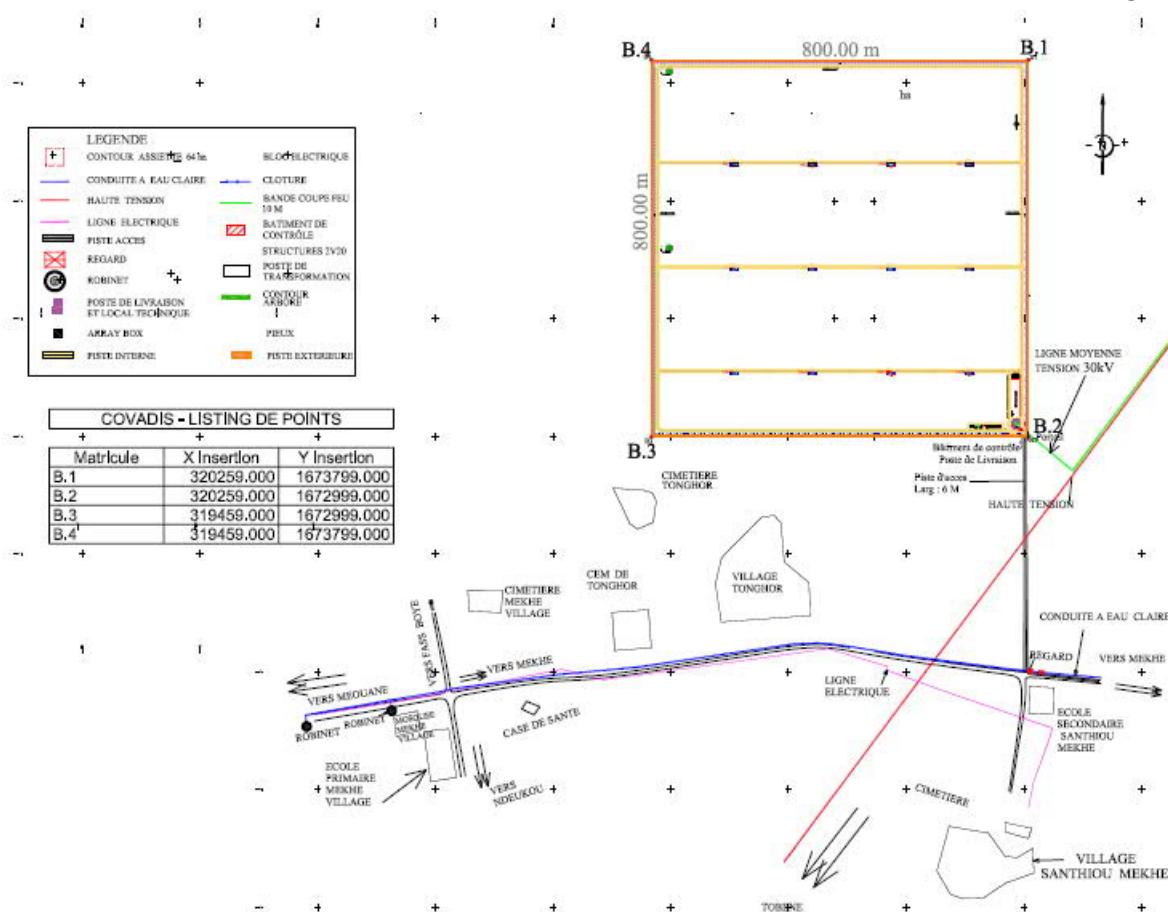 B.4
800.00 m
B.1
ha
800.00 m
LEGENDE
CONTOUR ASSIETTE 64 ha
BLOC ELECTRIQUE
CONDUITE A EAU CLAIRE
CLOTURE
HAUTE TENSION
BANDE COUPE FEU
10 M
LIGNE ELECTRIQUE
BATIMENT DE
CONTRÔLE
PISTE ACCES
STRUCTURES 2V20
REGARD
POSTE DE
TRANSFORMATION
ROBINET
CONTOUR
ARBORE
POSTE DE LIVRAISON
ET LOCAL TECHNIQUE
ARRAY BOX
PIEUX
PISTE INTERNE
PISTE EXTERIEURE
LIGNE MOYENNE
TENSION 30kV
COVADIS - LISTING DE POINTS
Matricule X Insertion Y Insertion
B.1 320259.000 1673799.000
B.2 320259.000 1672999.000
B.3 319459.000 1672999.000
B.4 319459.000 1673799.000
B.3
B.2
Bâtiment de contrôle
Poste de Livraison
Piste d'acces
Larg : 6 M
HAUTE TENSION
CIMETIERE
TONGHOR
CEM DE
TONGHOR
VILLAGE
TONGHOR
CIMETIERE
MEKHE
VILLAGE
VERS FASS BOYE
VERS MEKHE
VERS MEOUANE
CONDUITE A EAU CLAIRE
REGARD
VERS MEKHE
LIGNE
ELECTRIQUE
ROBINET
ROBINET
MOSQUEE
MEKHE
VILLAGE
CASE DE SANTE
ECOLE
SECONDAIRE
SANTHIOU
MEKHE
ECOLE
PRIMAIRE
MEKHE
VILLAGE
VERS
NDEUKOU
CIMETIERE
VILLAGE
SANTHIOU MEKHE
TOBENE